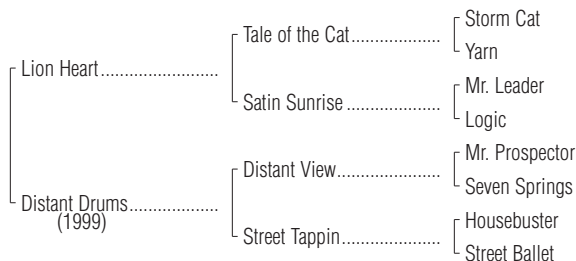 Storm Cat
Tale of the Cat...................
Yarn
Lion Heart.........................
Mr. Leader
Satin Sunrise....................
Logic
Mr. Prospector
Distant View......................
Seven Springs
Distant Drums...................
(1999)
Housebuster
Street Tappin.....................
Street Ballet